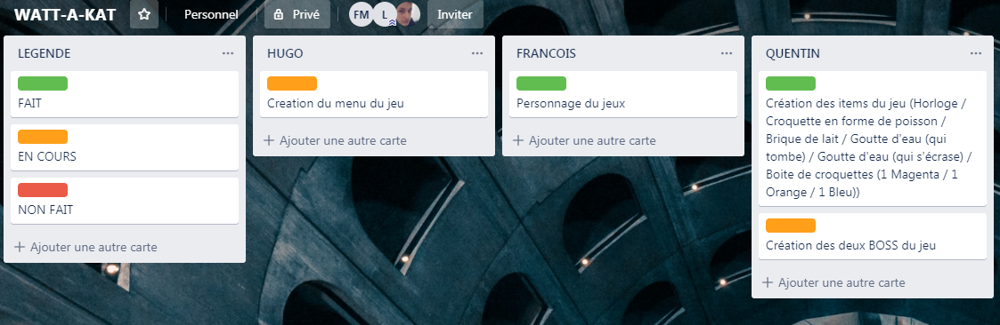 WATT-A-KAT
Personnel
Privé
FM
L
Inviter
LEGENDE
FAIT
EN COURS
NON FAIT
Ajouter une autre carte
HUGO
Creation du menu du jeu
Ajouter une autre carte
FRANCOIS
Personnage du jeux
Ajouter une autre carte
QUENTIN
Création des items du jeu (Horloge /
Croquette en forme de poisson /
Brique de lait / Goutte d'eau (qui
tombe) / Goutte d'eau (qui s'écrase) /
Boite de croquettes (1 Magenta / 1
Orange / 1 Bleu))
Création des deux BOSS du jeu
Ajouter une autre carte